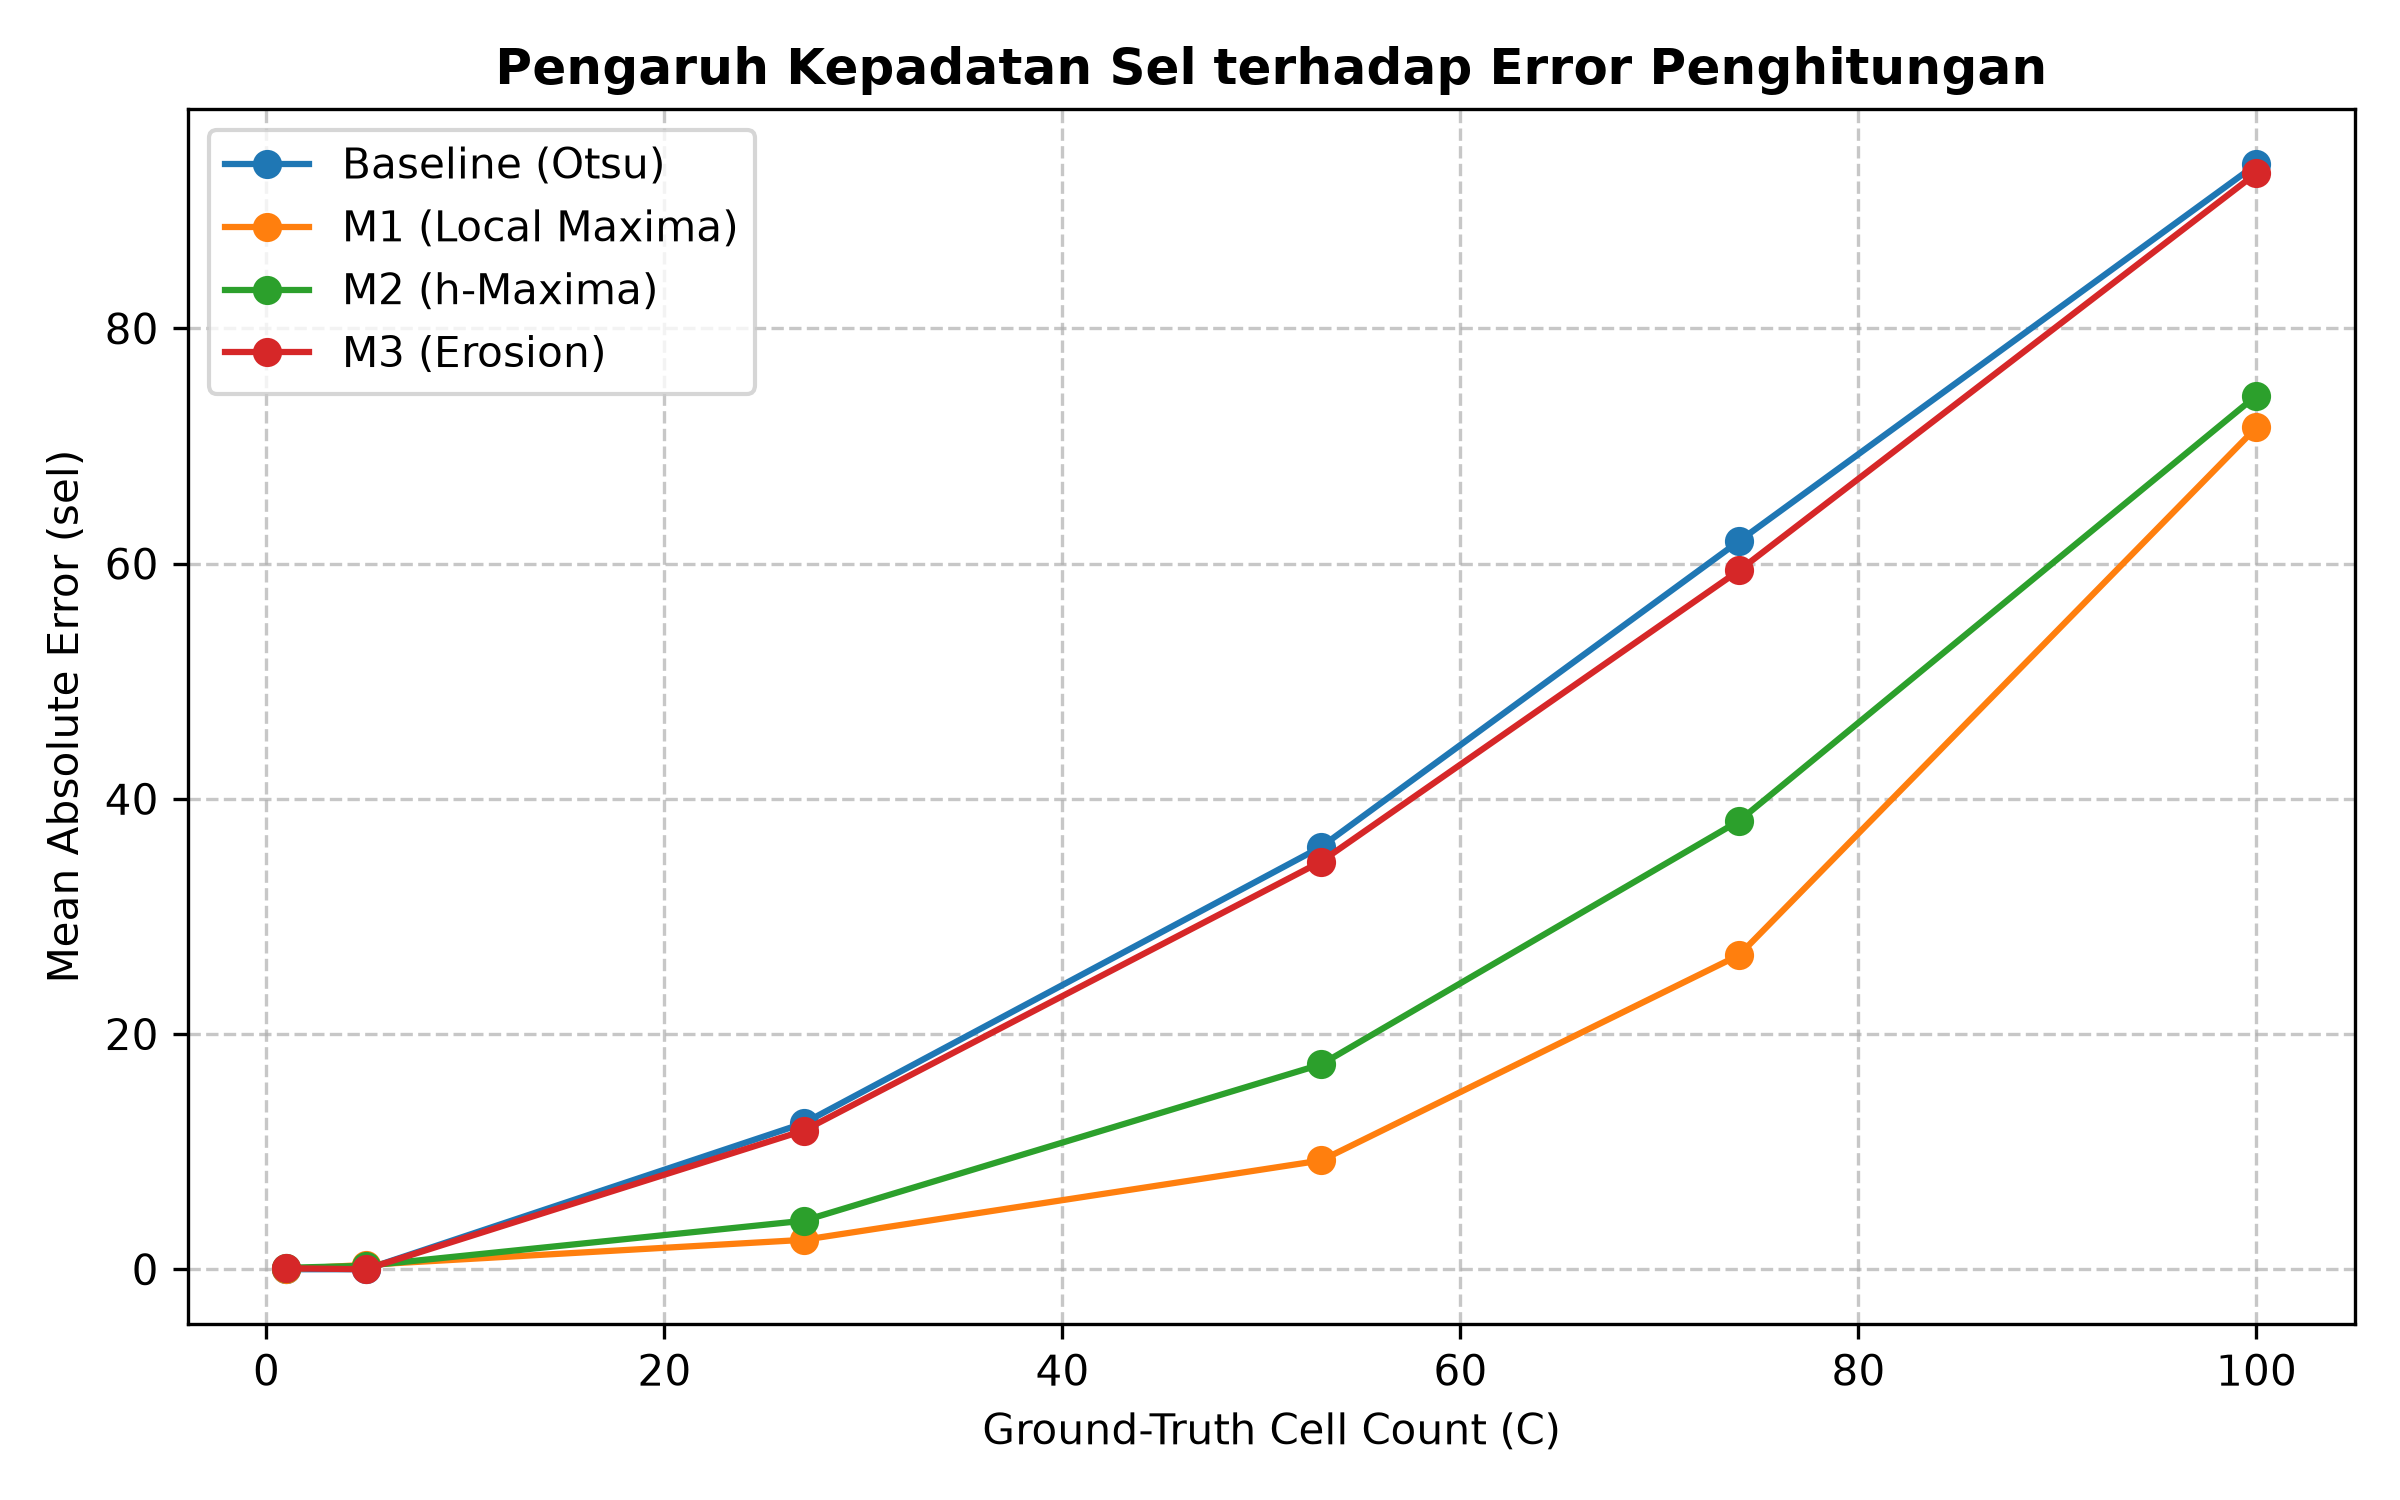 Pengaruh Kepadatan Sel terhadap Error Penghitungan
Baseline (Otsu)
M1 (Local Maxima)
M2 (h-Maxima)
M3 (Erosion)
Mean Absolute Error (sel)
80
60
40
20
0
0 20 40 60 80 100
Ground-Truth Cell Count (C)